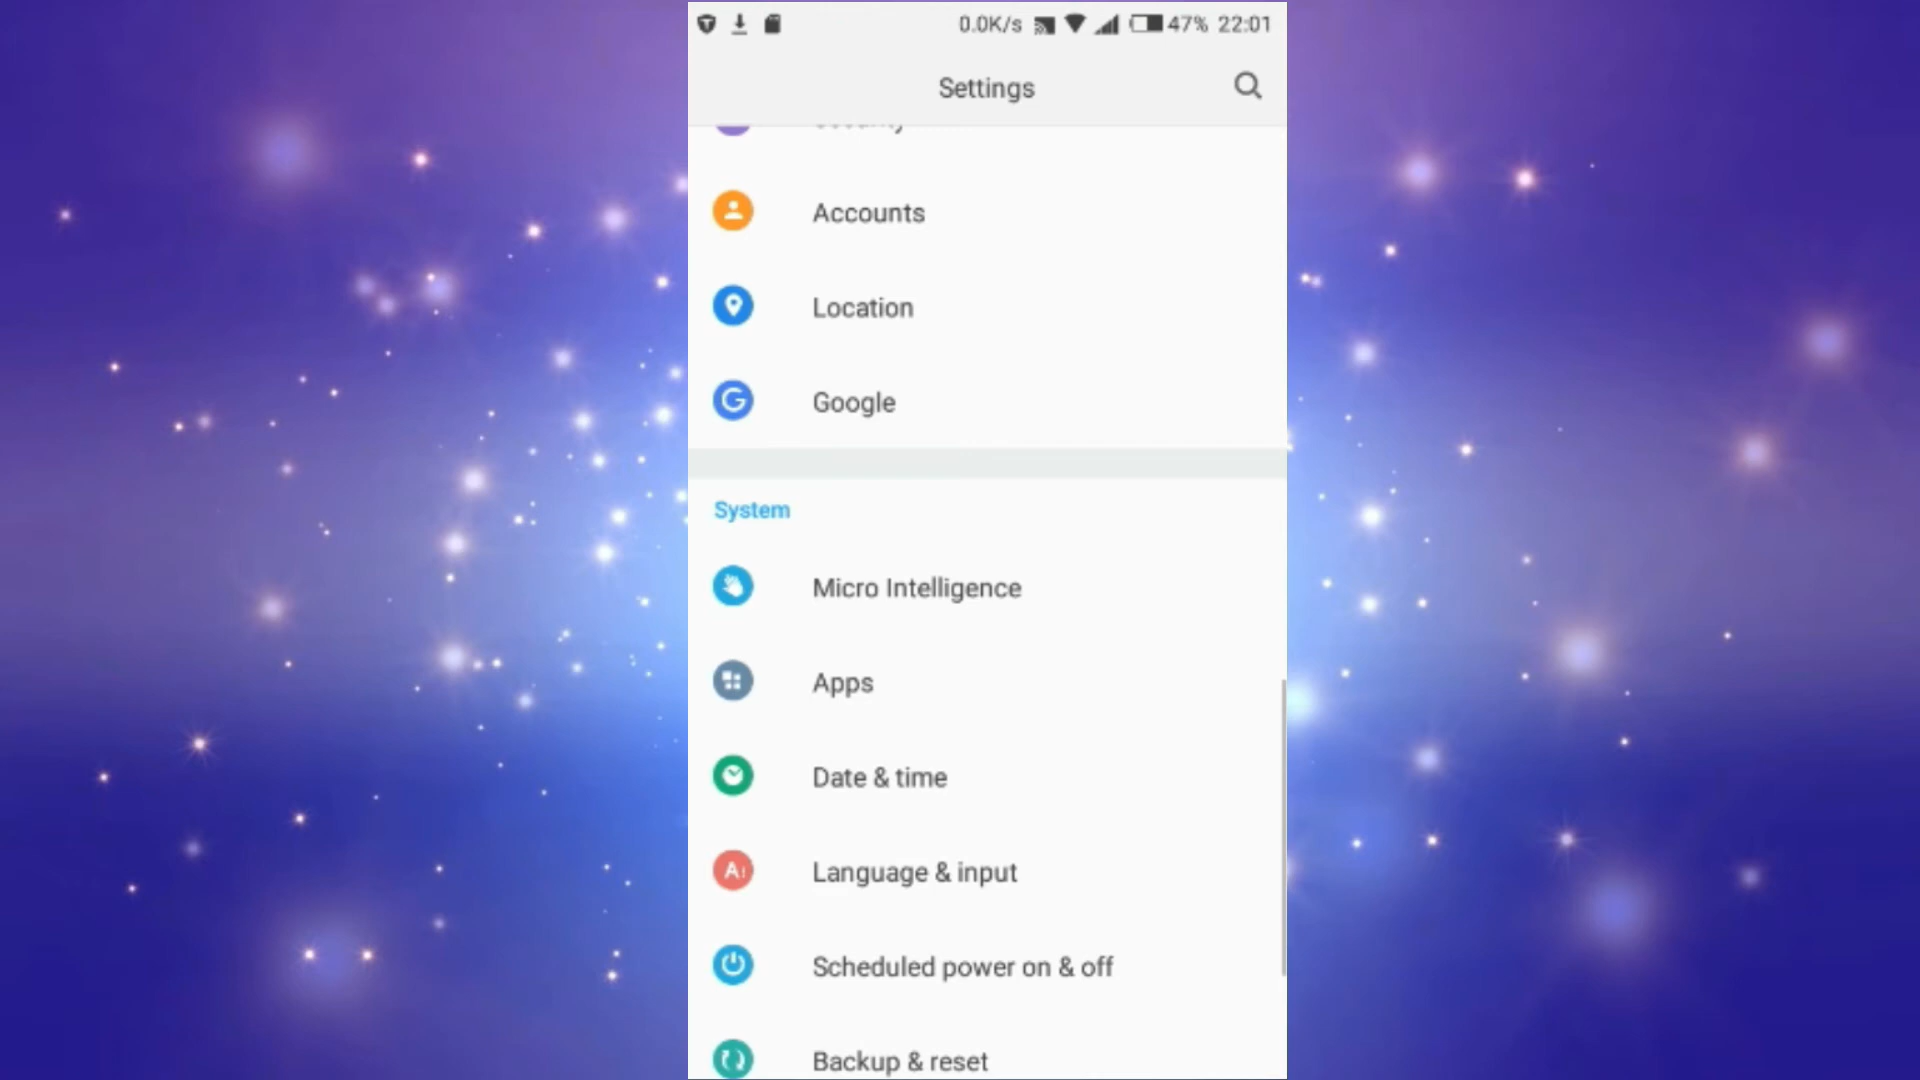 0.0K/s 47% 22:01
Settings
Security
Accounts
Location
Google
System
Micro Intelligence
Apps
Date & time
Language & input
Scheduled power on & off
Backup & reset